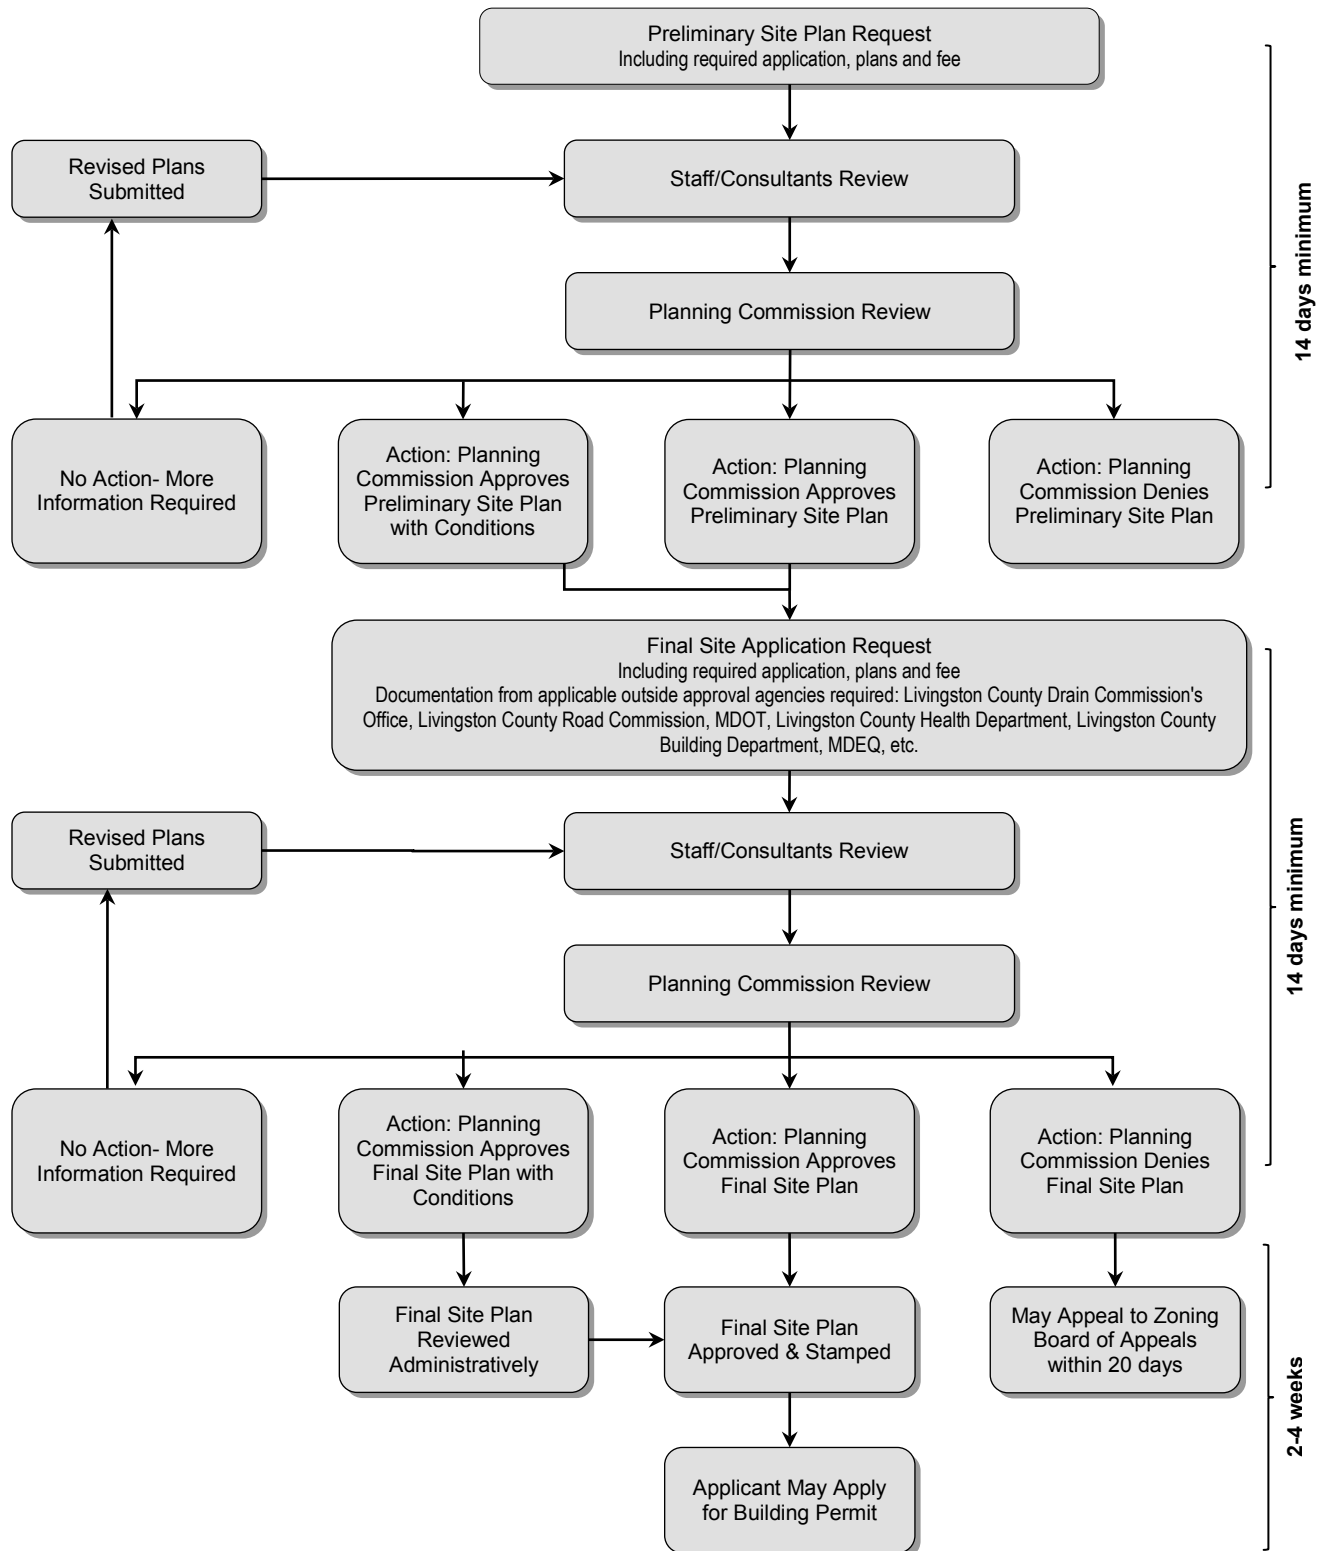 Preliminary Site Plan Request
Including required application, plans and fee
Revised Plans
Submitted
Staff/Consultants Review
Planning Commission Review
14 days minimum
No Action- More
Information Required
Action: Planning
Commission Approves
Preliminary Site Plan
with Conditions
Action: Planning
Commission Approves
Preliminary Site Plan
Action: Planning
Commission Denies
Preliminary Site Plan
Final Site Application Request
Including required application, plans and fee
Documentation from applicable outside approval agencies required: Livingston County Drain Commission's
Office, Livingston County Road Commission, MDOT, Livingston County Health Department, Livingston County
Building Department, MDEQ, etc.
Revised Plans
Submitted
Staff/Consultants Review
Planning Commission Review
14 days minimum
No Action- More
Information Required
Action: Planning
Commission Approves
Final Site Plan with
Conditions
Action: Planning
Commission Approves
Final Site Plan
Action: Planning
Commission Denies
Final Site Plan
Final Site Plan
Reviewed
Administratively
Final Site Plan
Approved & Stamped
May Appeal to Zoning
Board of Appeals
within 20 days
2-4 weeks
Applicant May Apply
for Building Permit